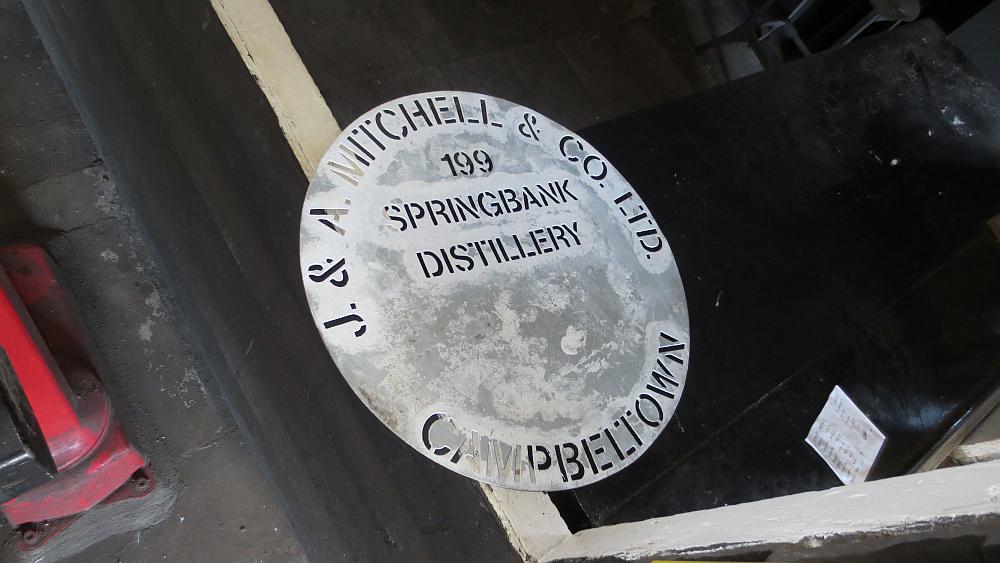 J. & A. MITCHELL & CO. LTD.
199
SPRINGBANK
DISTILLERY
CAMPBELTOWN